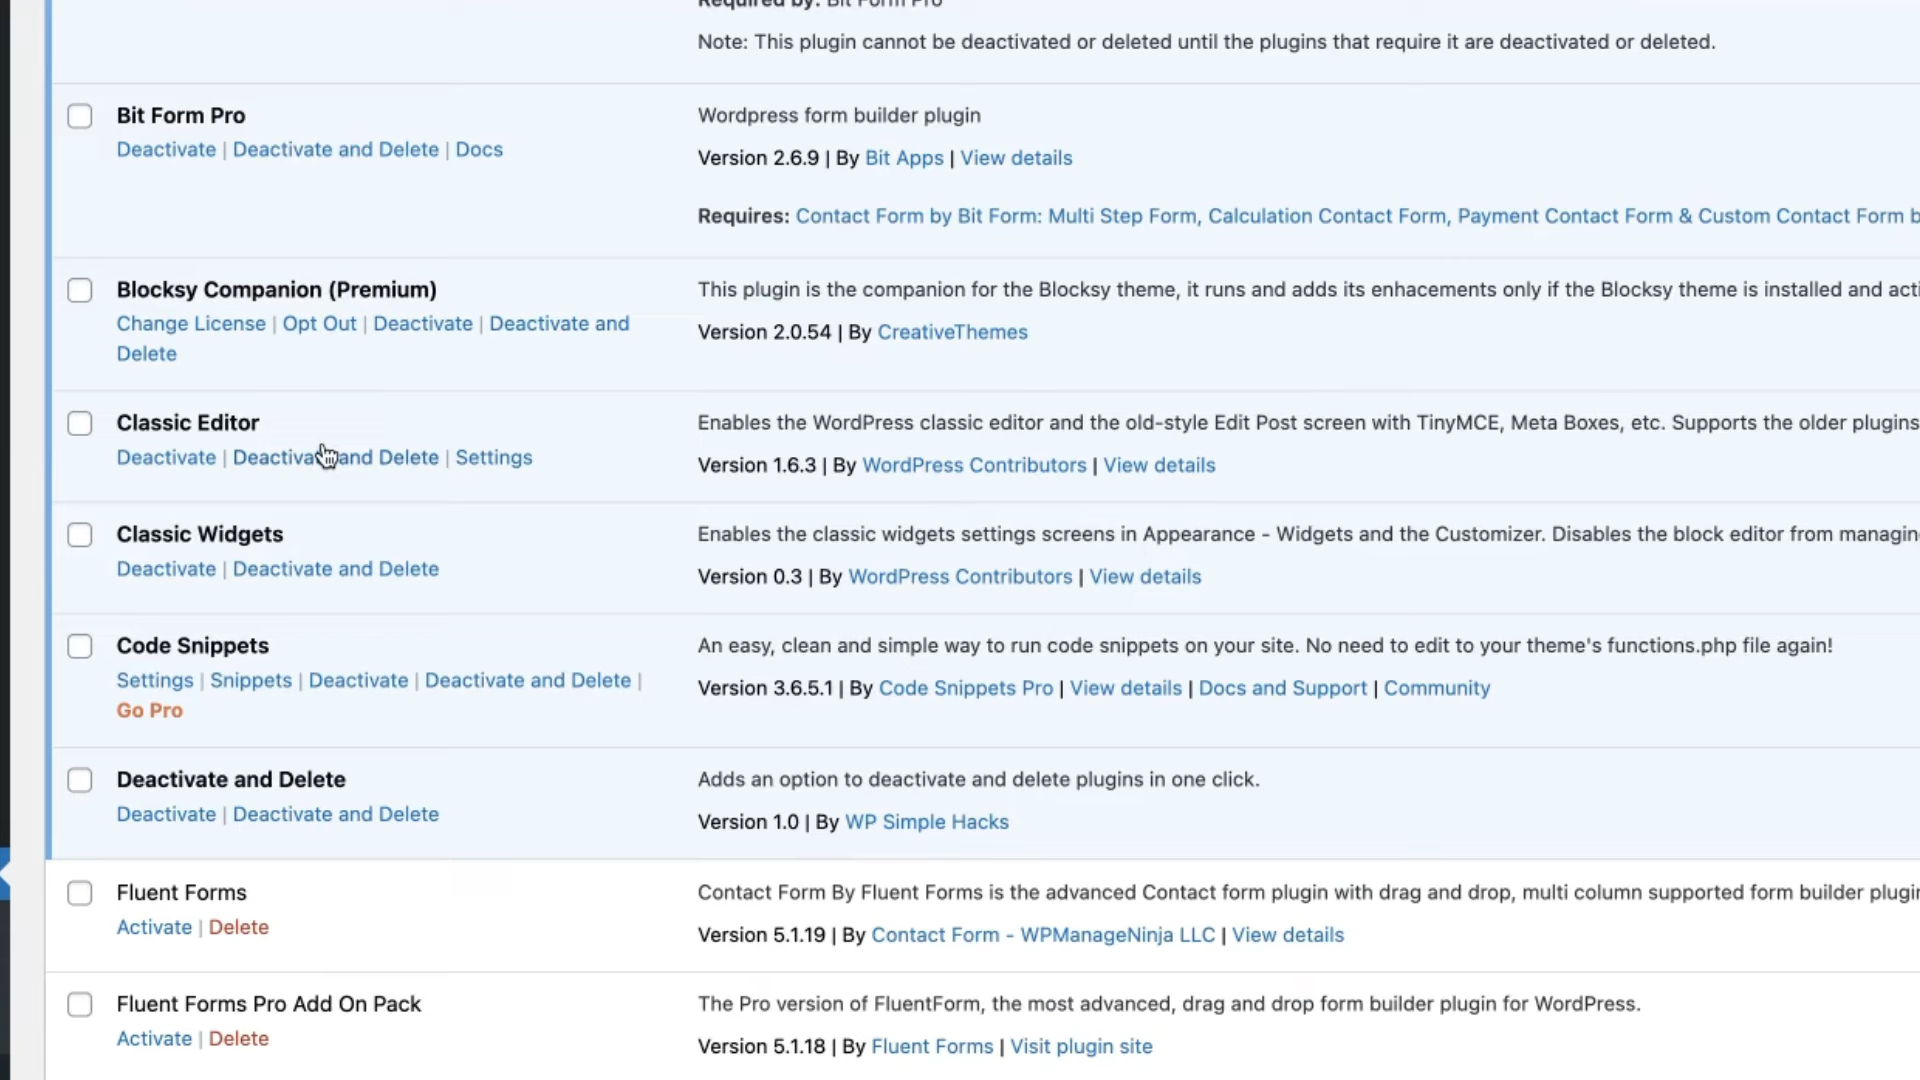 Required by: Bit Form Pro
Note: This plugin cannot be deactivated or deleted until the plugins that require it are deactivated or deleted.
Bit Form Pro
Deactivate | Deactivate and Delete | Docs
Wordpress form builder plugin
Version 2.6.9 | By Bit Apps | View details
Requires: Contact Form by Bit Form: Multi Step Form, Calculation Contact Form, Payment Contact Form & Custom Contact Form b
Blocksy Companion (Premium)
Change License | Opt Out | Deactivate | Deactivate and
Delete
This plugin is the companion for the Blocksy theme, it runs and adds its enhacements only if the Blocksy theme is installed and acti
Version 2.0.54 | By CreativeThemes
Classic Editor
Deactivate | Deactivate and Delete | Settings
Enables the WordPress classic editor and the old-style Edit Post screen with TinyMCE, Meta Boxes, etc. Supports the older plugins
Version 1.6.3 | By WordPress Contributors | View details
Classic Widgets
Deactivate | Deactivate and Delete
Enables the classic widgets settings screens in Appearance - Widgets and the Customizer. Disables the block editor from managin
Version 0.3 | By WordPress Contributors | View details
Code Snippets
Settings | Snippets | Deactivate | Deactivate and Delete |
Go Pro
An easy, clean and simple way to run code snippets on your site. No need to edit to your theme's functions.php file again!
Version 3.6.5.1 | By Code Snippets Pro | View details | Docs and Support | Community
Deactivate and Delete
Deactivate | Deactivate and Delete
Adds an option to deactivate and delete plugins in one click.
Version 1.0 | By WP Simple Hacks
Fluent Forms
Activate | Delete
Contact Form By Fluent Forms is the advanced Contact form plugin with drag and drop, multi column supported form builder plugin
Version 5.1.19 | By Contact Form - WPManageNinja LLC | View details
Fluent Forms Pro Add On Pack
Activate | Delete
The Pro version of FluentForm, the most advanced, drag and drop form builder plugin for WordPress.
Version 5.1.18 | By Fluent Forms | Visit plugin site